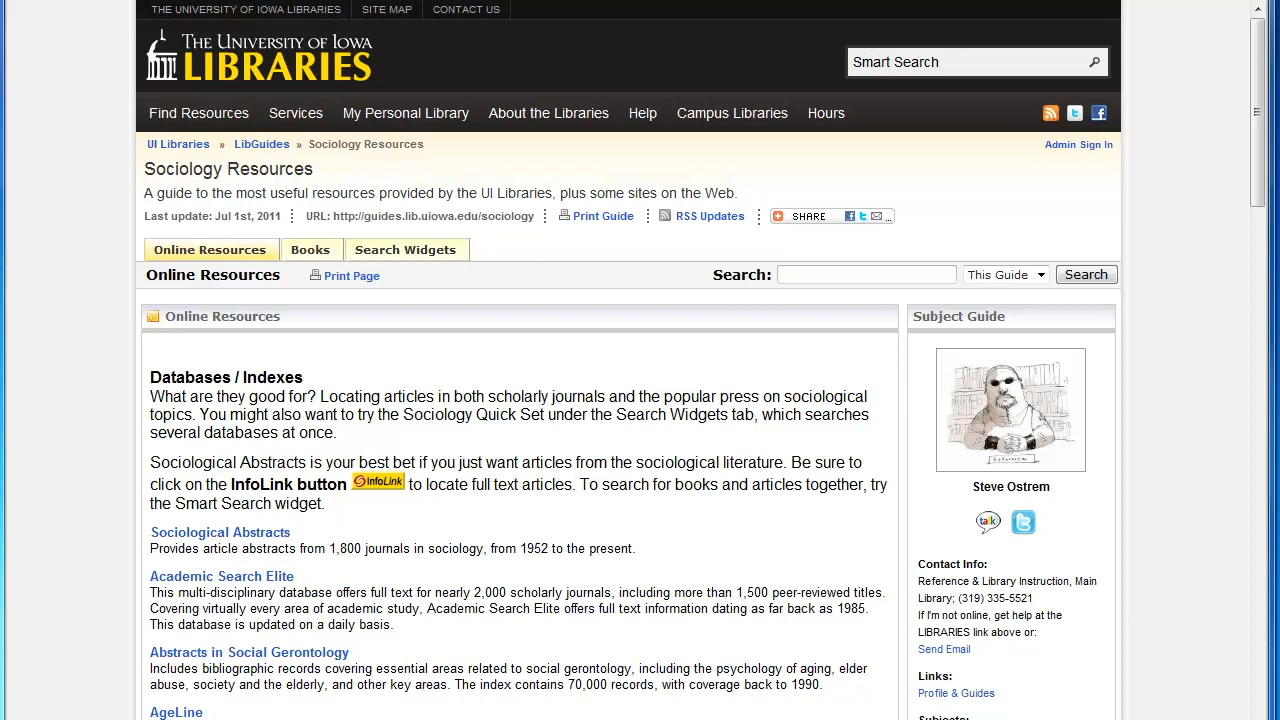 THE UNIVERSITY OF IOWA LIBRARIES SITE MAP CONTACT US
THE UNIVERSITY OF IOWA
LIBRARIES
Smart Search
Find Resources Services My Personal Library About the Libraries Help Campus Libraries Hours
UI Libraries » LibGuides » Sociology Resources Admin Sign In
Sociology Resources
A guide to the most useful resources provided by the UI Libraries, plus some sites on the Web.
Last update: Jul 1st, 2011 URL: http://guides.lib.uiowa.edu/sociology Print Guide RSS Updates SHARE ...
Online Resources Books Search Widgets
Online Resources Print Page Search: This Guide Search
Online Resources
Databases / Indexes
What are they good for? Locating articles in both scholarly journals and the popular press on sociological
topics. You might also want to try the Sociology Quick Set under the Search Widgets tab, which searches
several databases at once.
Sociological Abstracts is your best bet if you just want articles from the sociological literature. Be sure to
click on the InfoLink button InfoLink to locate full text articles. To search for books and articles together, try
the Smart Search widget.
Sociological Abstracts
Provides article abstracts from 1,800 journals in sociology, from 1952 to the present.
Academic Search Elite
This multi-disciplinary database offers full text for nearly 2,000 scholarly journals, including more than 1,500 peer-reviewed titles.
Covering virtually every area of academic study, Academic Search Elite offers full text information dating as far back as 1985.
This database is updated on a daily basis.
Abstracts in Social Gerontology
Includes bibliographic records covering essential areas related to social gerontology, including the psychology of aging, elder
abuse, society and the elderly, and other key areas. The index contains 70,000 records, with coverage back to 1990.
AgeLine
Subject Guide
Steve Ostrem
talk
Contact Info:
Reference & Library Instruction, Main
Library; (319) 335-5521
If I'm not online, get help at the
LIBRARIES link above or:
Send Email
Links:
Profile & Guides
Subjects: